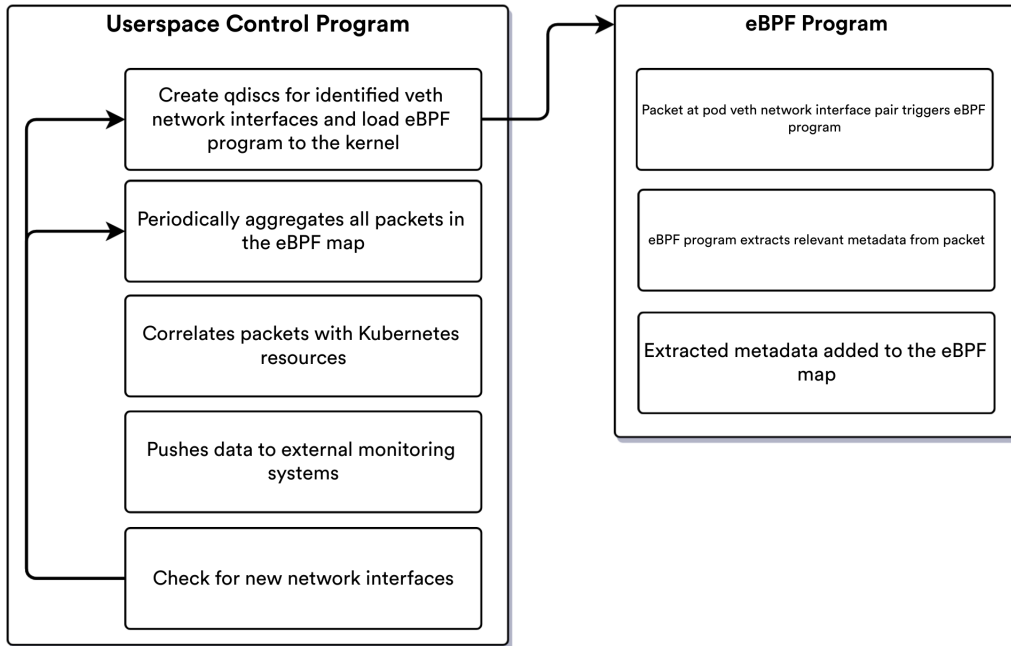 Userspace Control Program
Create qdiscs for identified veth
network interfaces and load eBPF
program to the kernel
Periodically aggregates all packets in
the eBPF map
Correlates packets with Kubernetes
resources
Pushes data to external monitoring
systems
Check for new network interfaces
eBPF Program
Packet at pod veth network interface pair triggers eBPF
program
eBPF program extracts relevant metadata from packet
Extracted metadata added to the eBPF
map